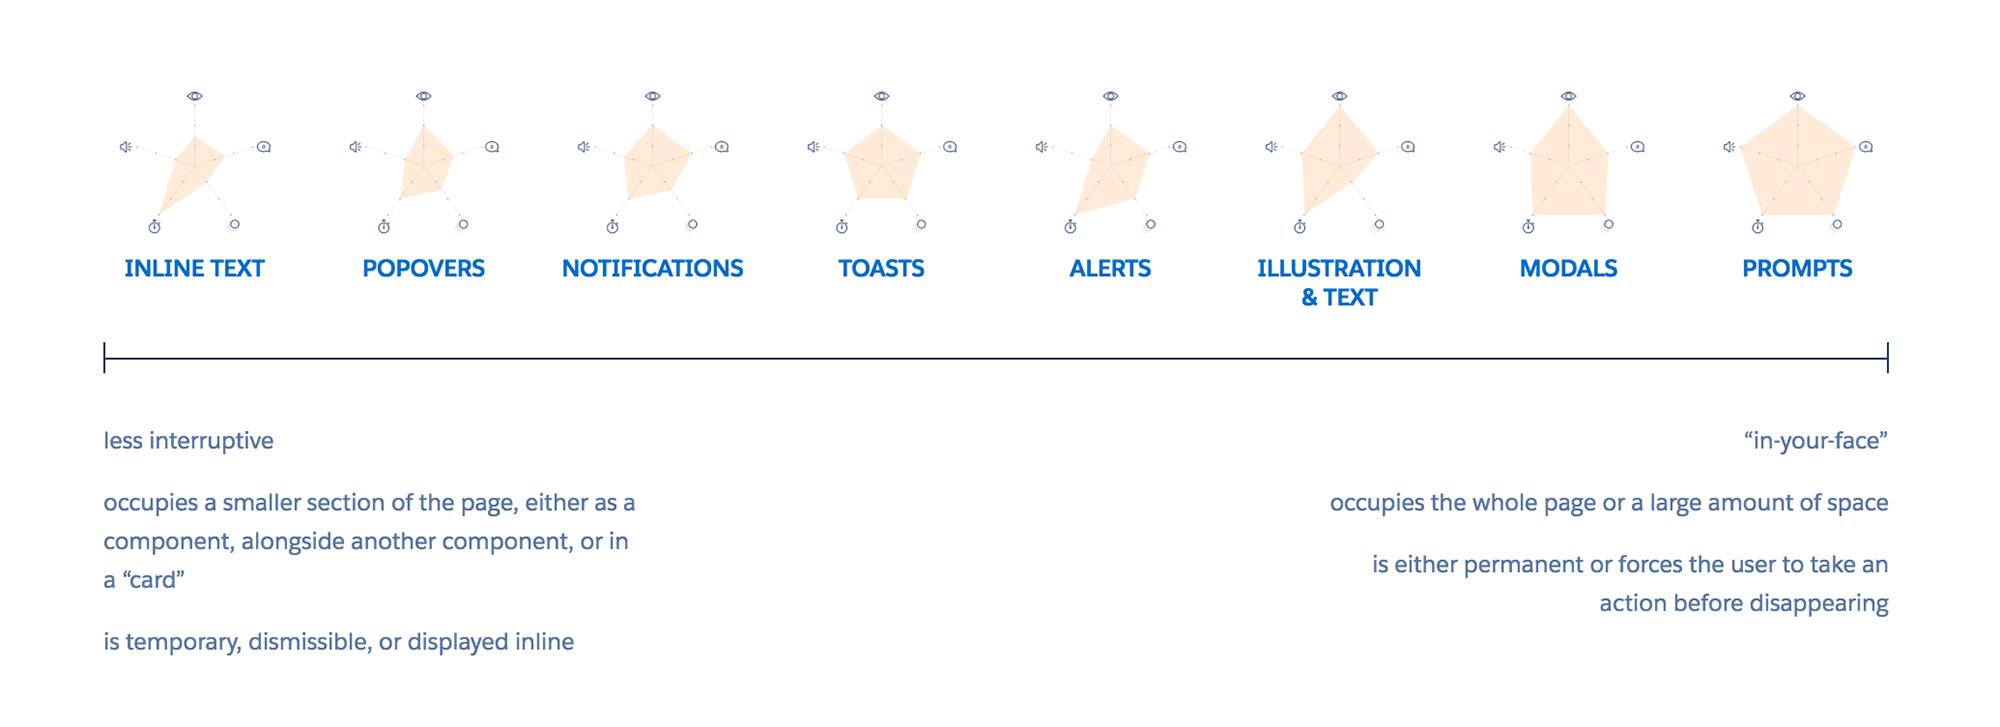 INLINE TEXT
POPOVERS
NOTIFICATIONS
TOASTS
ALERTS
ILLUSTRATION
& TEXT
MODALS
PROMPTS
less interruptive
occupies a smaller section of the page, either as a
component, alongside another component, or in
a “card”
is temporary, dismissible, or displayed inline
“in-your-face”
occupies the whole page or a large amount of space
is either permanent or forces the user to take an
action before disappearing